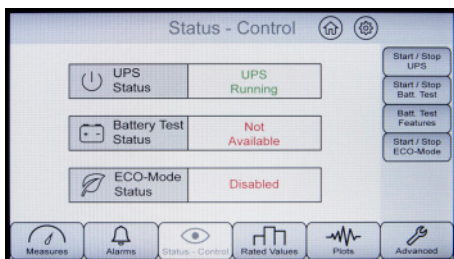 Status - Control
UPS
Status
UPS
Running
Battery Test
Status
Not
Available
ECO-Mode
Status
Disabled
Start / Stop
UPS
Start / Stop
Batt. Test
Batt. Test
Features
Start / Stop
ECO-Mode
Measures
Alarms
Status - Control
Rated Values
Plots
Advanced